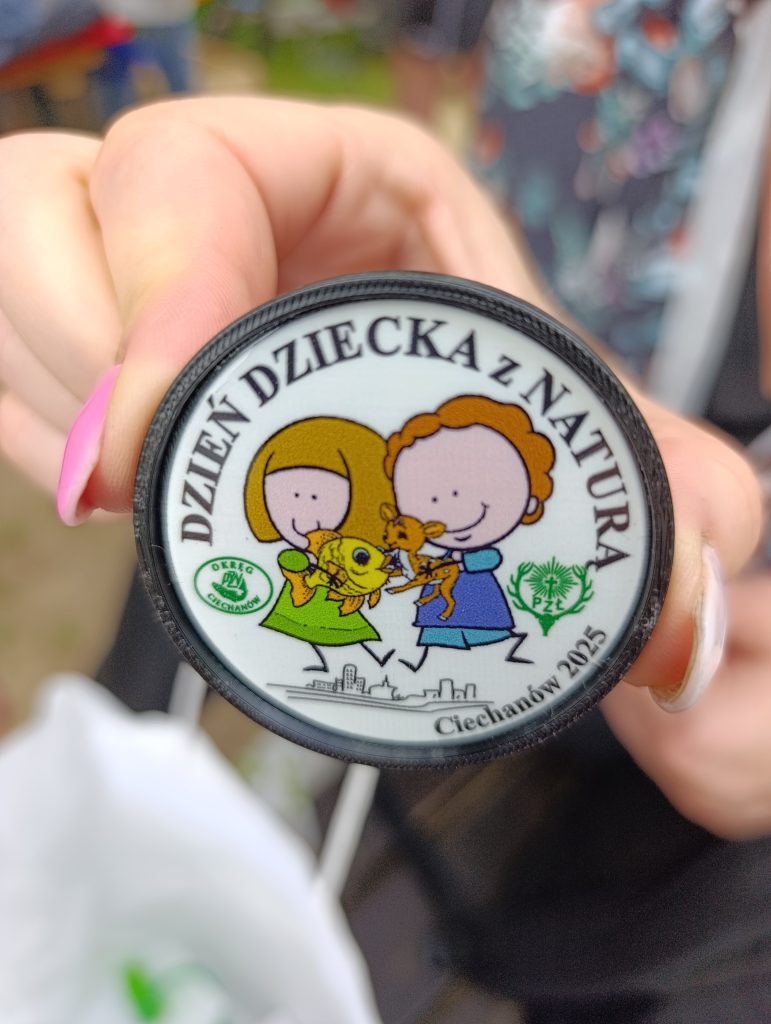 DZIEŃ DZIECKA z NATURĄ
OKRĘG
PZW
CIECHANÓW
PZŁ
Ciechanów 2025